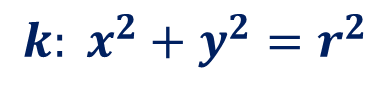 k: x² + y² = r²